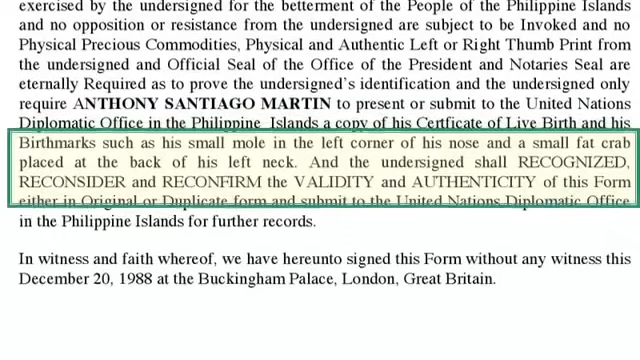 exercised by the undersigned for the betterment of the People of the Philippine Islands
and no opposition or resistance from the undersigned are subject to be Invoked and no
Physical Precious Commodities, Physical and Authentic Left or Right Thumb Print from
the undersigned and Official Seal of the Office of the President and Notaries Seal are
eternally Required as to prove the undersigned's identification and the undersigned only
require ANTHONY SANTIAGO MARTIN to present or submit to the United Nations
Diplomatic Office in the Philippine Islands a copy of his Certficate of Live Birth and his
Birthmarks such as his small mole in the left corner of his nose and a small fat crab
placed at the back of his left neck. And the undersigned shall RECOGNIZED,
RECONSIDER and RECONFIRM the VALIDITY and AUTHENTICITY of this Form
either in Original or Duplicate form and submit to the United Nations Diplomatic Office
in the Philippine Islands for further records.
In witness and faith whereof, we have hereunto signed this Form without any witness this
December 20, 1988 at the Buckingham Palace, London, Great Britain.